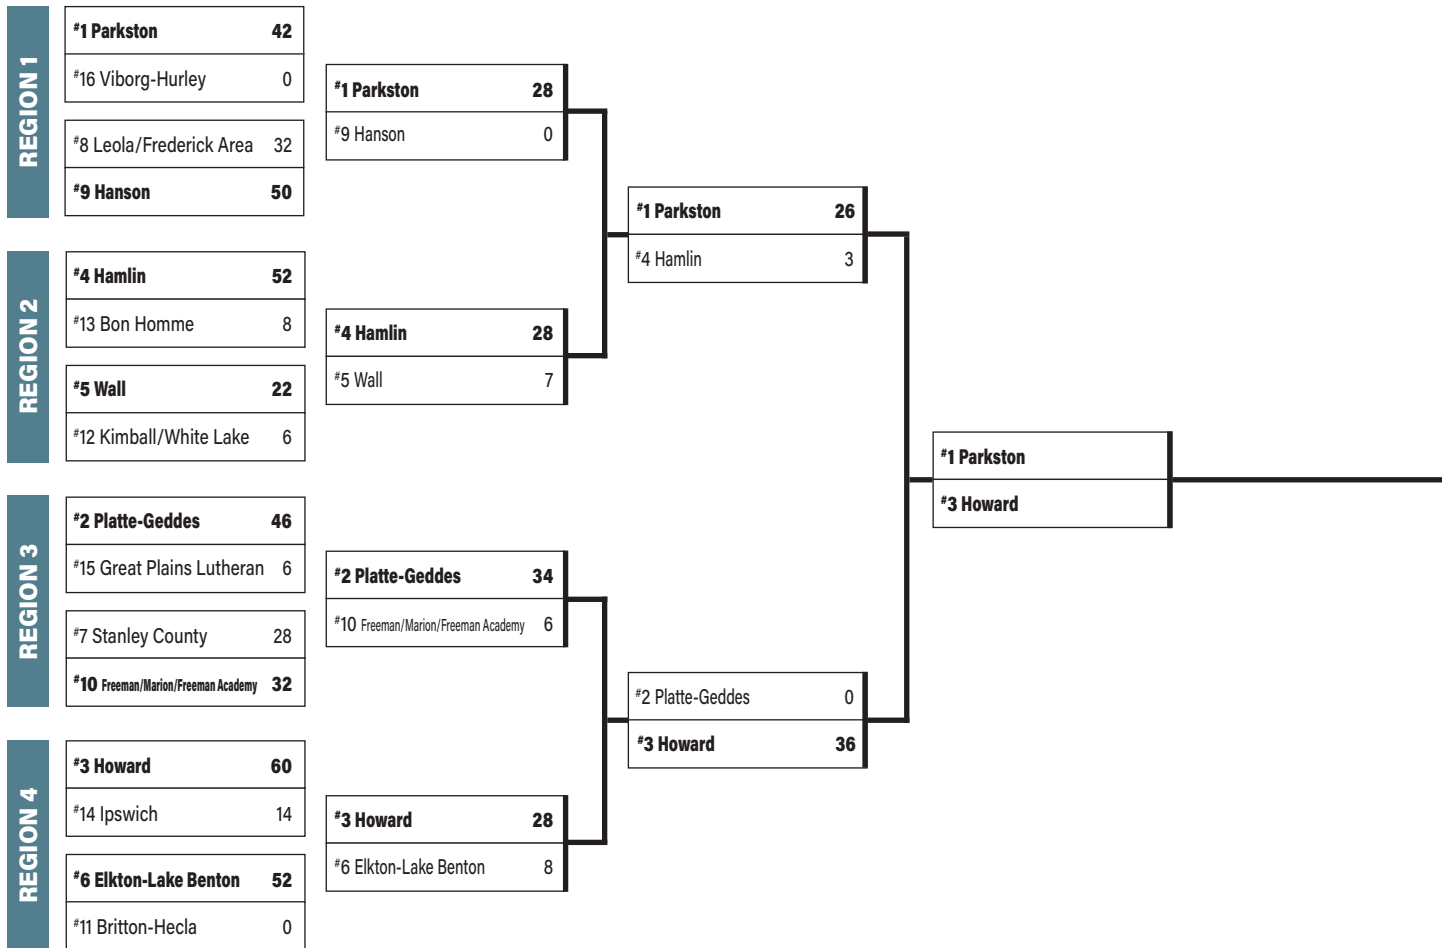 REGION 1
#1 Parkston 42
#16 Viborg-Hurley 0
#8 Leola/Frederick Area 32
#9 Hanson 50
REGION 2
#4 Hamlin 52
#13 Bon Homme 8
#5 Wall 22
#12 Kimball/White Lake 6
REGION 3
#2 Platte-Geddes 46
#15 Great Plains Lutheran 6
#7 Stanley County 28
#10 Freeman/Marion/Freeman Academy 32
REGION 4
#3 Howard 60
#14 Ipswich 14
#6 Elkton-Lake Benton 52
#11 Britton-Hecla 0
#1 Parkston 28
#9 Hanson 0
#4 Hamlin 28
#5 Wall 7
#2 Platte-Geddes 34
#10 Freeman/Marion/Freeman Academy 6
#3 Howard 28
#6 Elkton-Lake Benton 8
#1 Parkston 26
#4 Hamlin 3
#2 Platte-Geddes 0
#3 Howard 36
#1 Parkston
#3 Howard